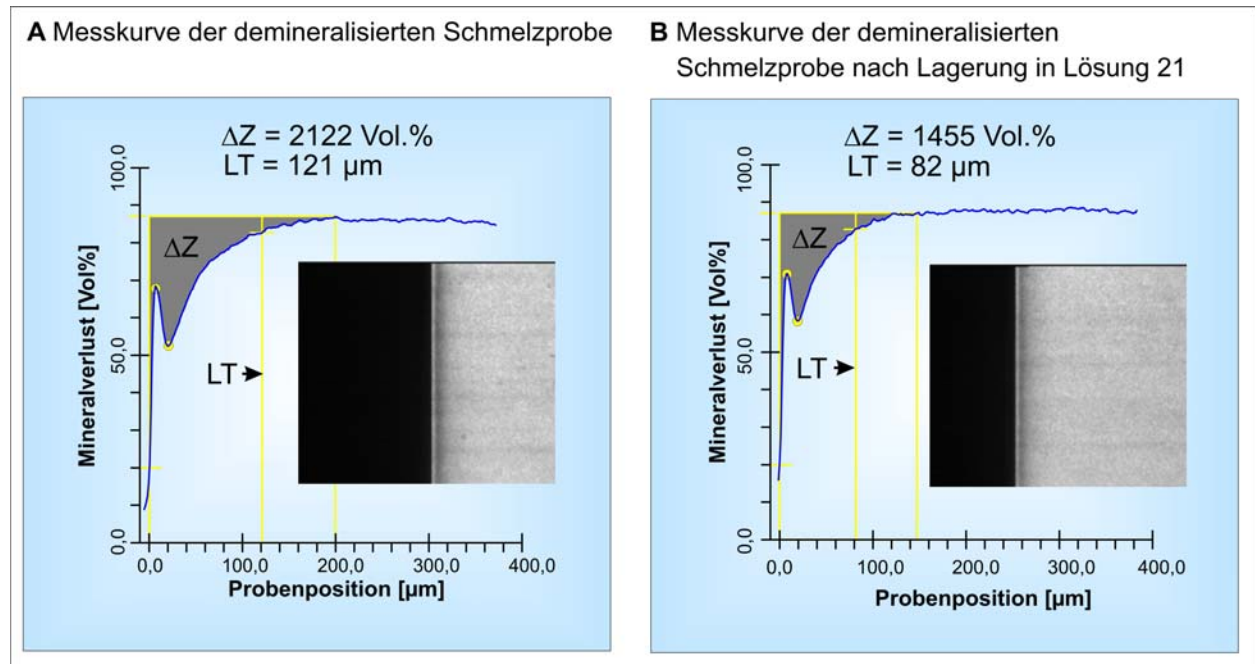 A Messkurve der demineralisierten Schmelzprobe
ΔZ = 2122 Vol.%
LT = 121 µm
100,0
50,0
0,0
Mineralverlust [Vol%]
ΔZ
LT
0,0 100,0 200,0 300,0 400,0
Probenposition [µm]
B Messkurve der demineralisierten
Schmelzprobe nach Lagerung in Lösung 21
ΔZ = 1455 Vol.%
LT = 82 µm
100,0
50,0
0,0
Mineralverlust [Vol%]
ΔZ
LT
0,0 100,0 200,0 300,0 400,0
Probenposition [µm]